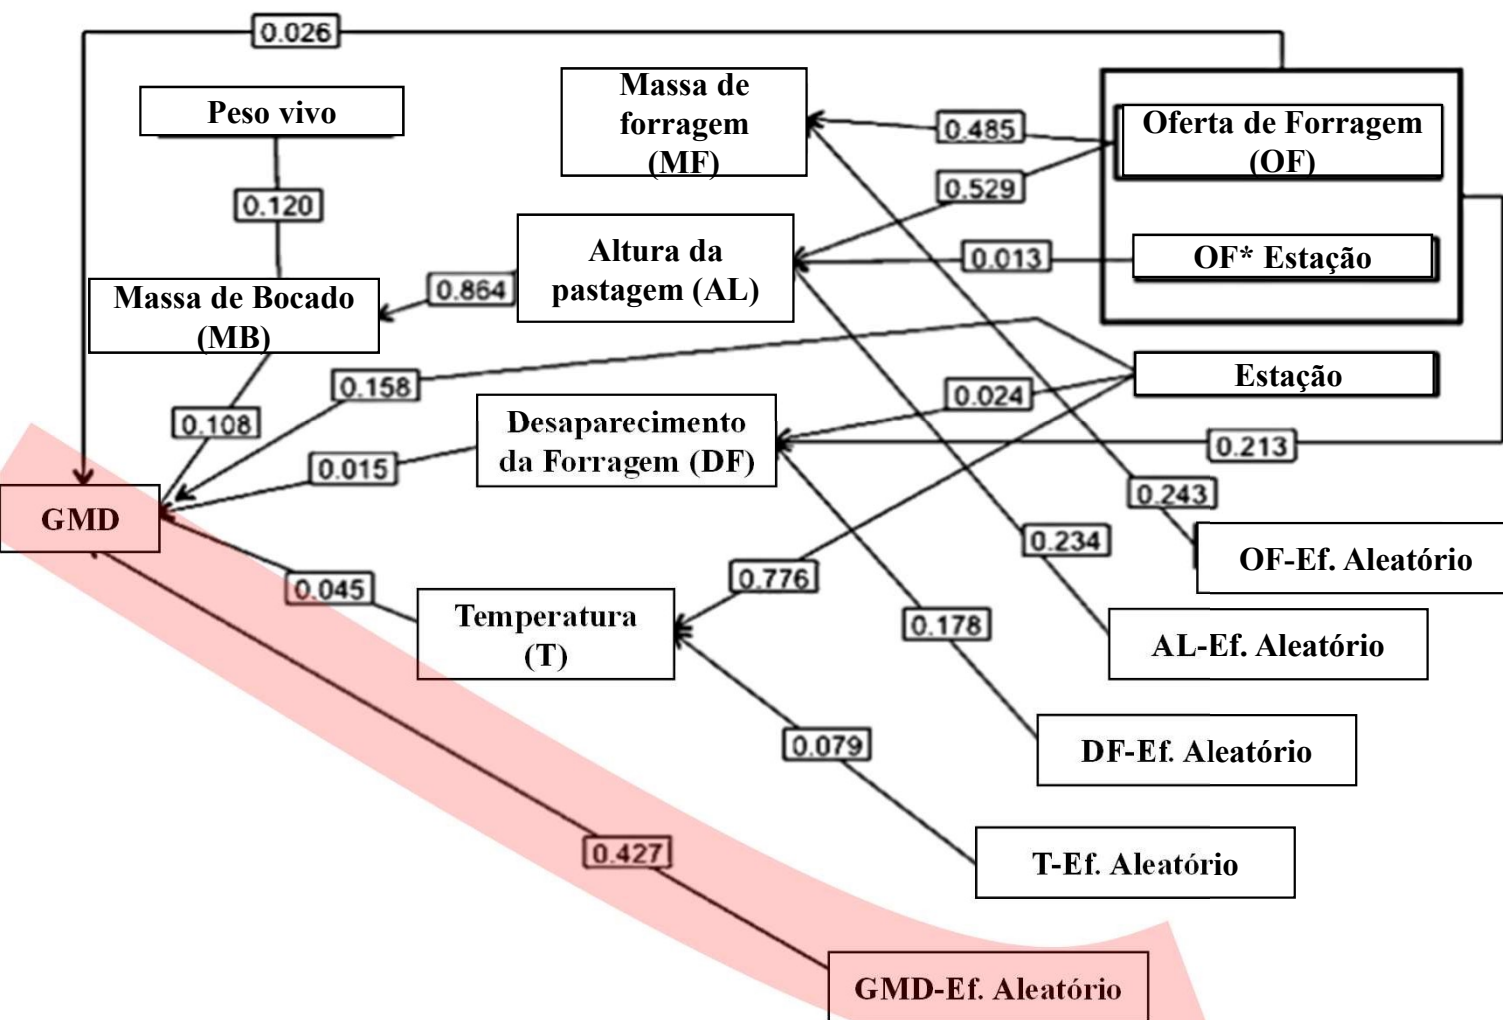 0.026
Peso vivo
Massa de
forragem
(MF)
0.485
Oferta de Forragem
(OF)
0.529
0.120
Altura da
pastagem (AL)
0.013
OF* Estação
Massa de Bocado
(MB)
0.864
0.158
Estação
0.024
0.108
Desaparecimento
da Forragem (DF)
0.213
0.015
0.243
GMD
0.234
OF-Ef. Aleatório
0.045
0.776
Temperatura
(T)
0.178
AL-Ef. Aleatório
0.079
DF-Ef. Aleatório
0.427
T-Ef. Aleatório
GMD-Ef. Aleatório